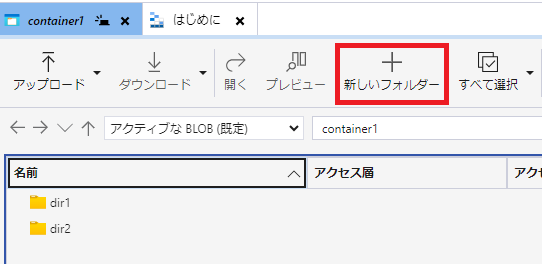 container1 はじめに
アップロード ダウンロード 開く プレビュー 新しいフォルダー すべて選択
アクティブな BLOB (既定) container1
名前 アクセス層 アク
dir1
dir2